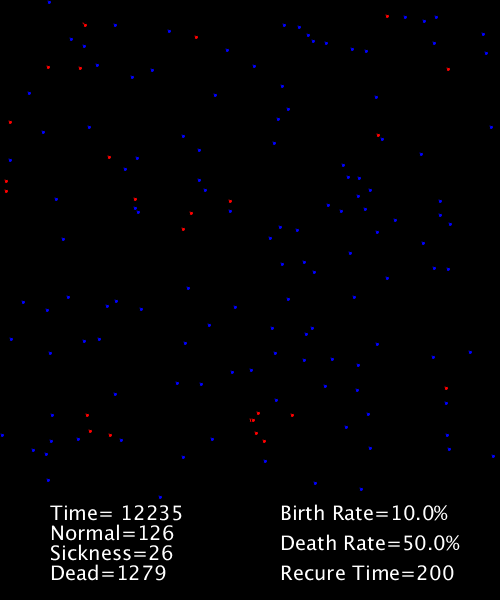 Time= 12235
Normal=126
Sickness=26
Dead=1279
Birth Rate=10.0%
Death Rate=50.0%
Recure Time=200